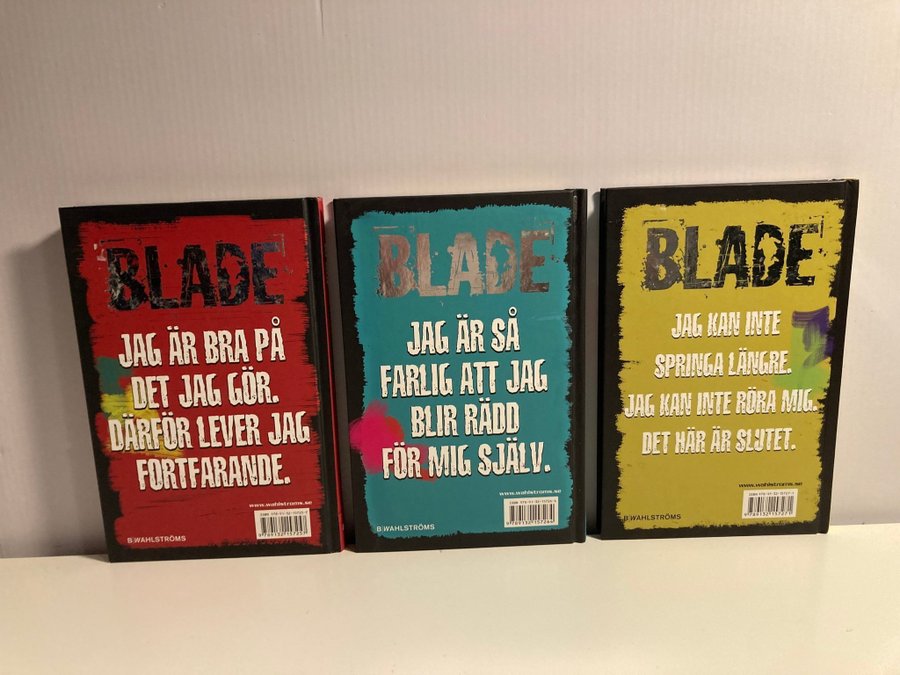 BLADE
JAG ÄR BRA PÅ
DET JAG GÖR.
DÄRFÖR LEVER JAG
FORTFARANDE.
www.wahlstroms.se
B WAHLSTRÖMS
BLADE
JAG ÄR SÅ
FARLIG ATT JAG
BLIR RÄDD
FÖR MIG SJÄLV.
www.wahlstroms.se
B WAHLSTRÖMS
BLADE
JAG KAN INTE
SPRINGA LÄNGRE.
JAG KAN INTE RÖRA MIG.
DET HÄR ÄR SLUTET.
www.wahlstroms.se
B WAHLSTRÖMS